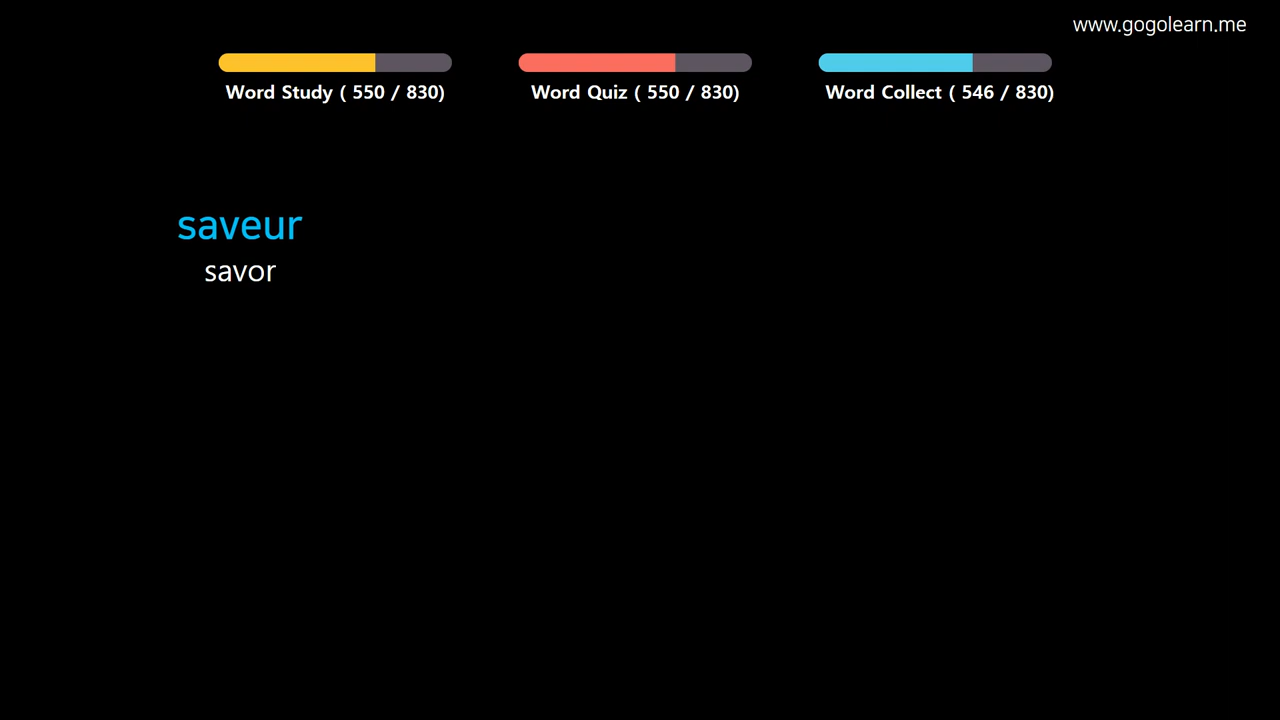 www.gogolearn.me
Word Study ( 550 / 830)
Word Quiz ( 550 / 830)
Word Collect ( 546 / 830)
saveur
savor